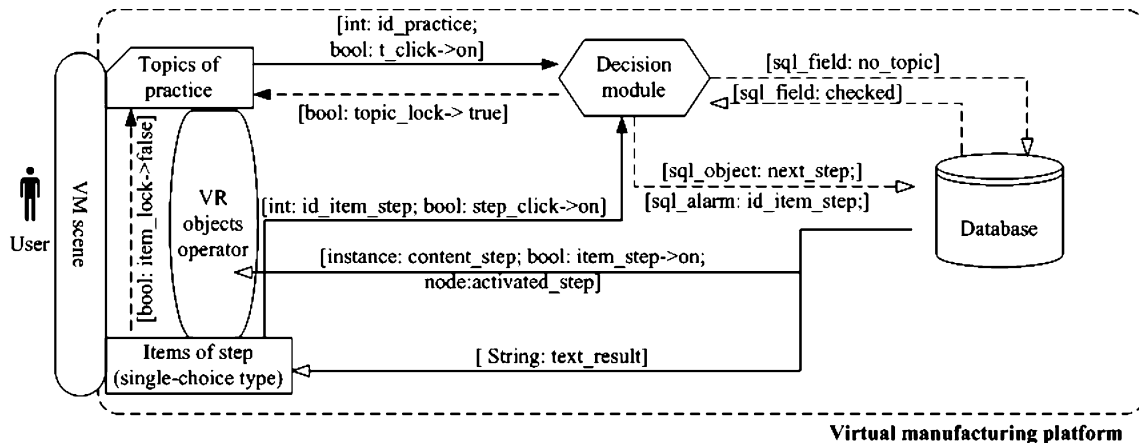 [int: id_practice;
bool: t_click->on]
Topics of
practice
Decision
module
[sql_field: no_topic]
[sql_field: checked]
[bool: topic_lock-> true]
[bool: item_lock->false]
User
VM scene
VR
objects
operator
[sql_object: next_step;]
[int: id_item_step; bool: step_click->on]
[sql_alarm: id_item_step;]
Database
[instance: content_step; bool: item_step->on;
node:activated_step]
Items of step
(single-choice type)
[ String: text_result]
Virtual manufacturing platform